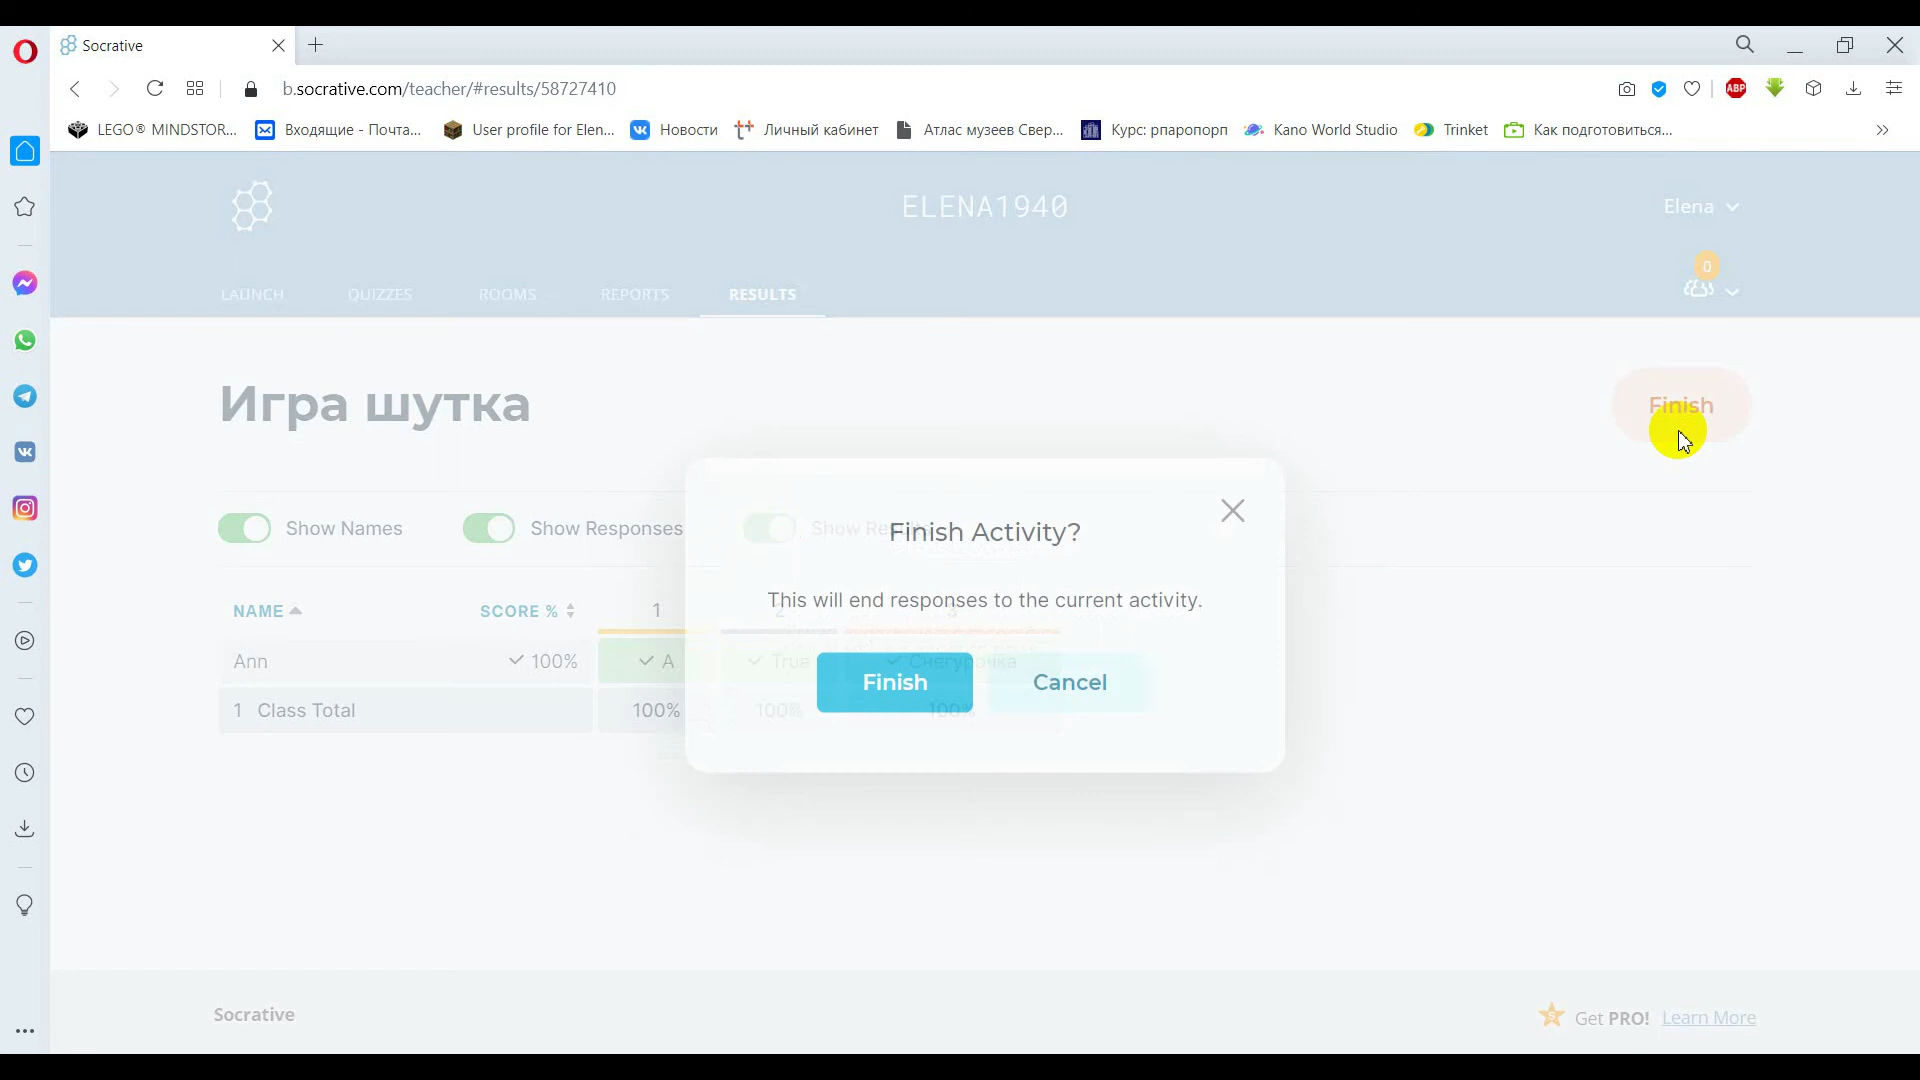 Socrative
b.socrative.com/teacher/#results/58727410
ABP
LEGO® MINDSTOR... Входящие - Почта... User profile for Elen... Новости Личный кабинет Атлас музеев Свер... Курс: рпаропорп Kano World Studio Trinket Как подготовиться...
ELENA1940
Elena
0
LAUNCH QUIZZES ROOMS REPORTS RESULTS
Игра шутка
Finish
Show Names Show Responses Show Re
Finish Activity?
This will end responses to the current activity.
NAME SCORE % 1 2 3
Ann 100% A True Снегурочка
Finish Cancel
1 Class Total 100% 100% 100%
Socrative
Get PRO! Learn More